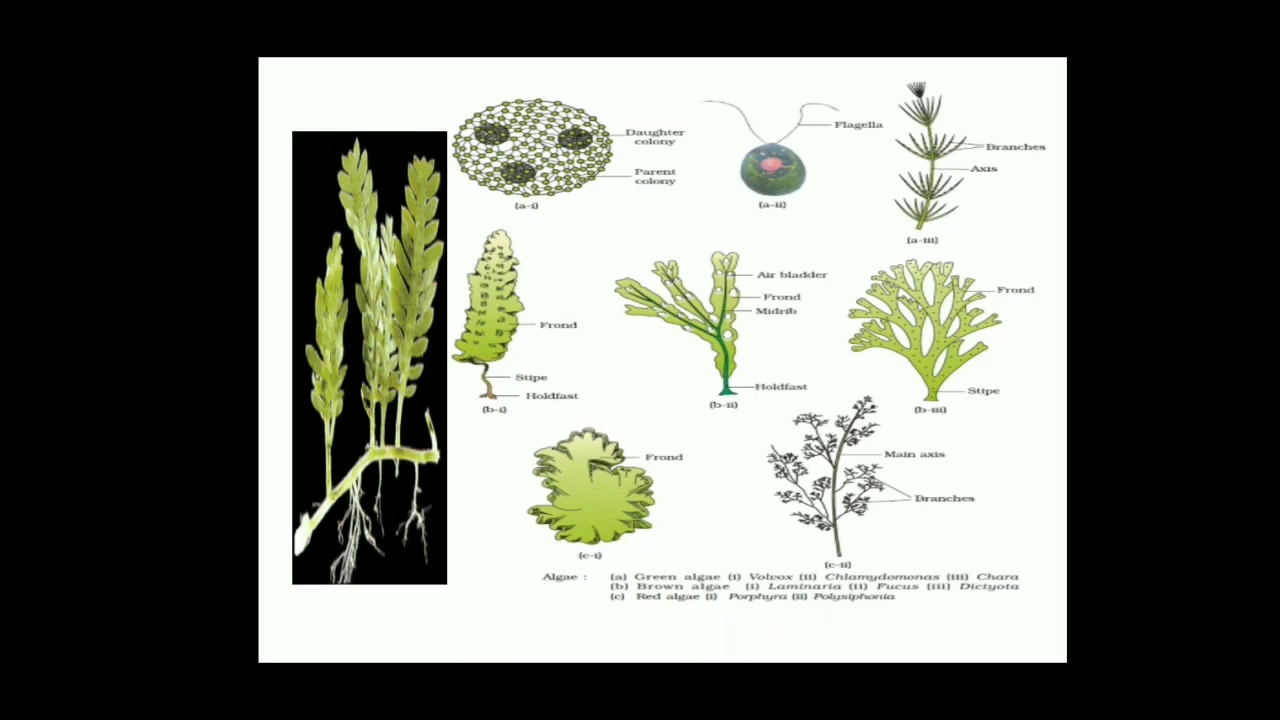 Daughter
colony
Parent
colony
(a-i)
Flagella
(a-ii)
Branches
Axis
(a-iii)
Frond
Stipe
Holdfast
(b-i)
Air bladder
Frond
Midrib
Holdfast
(b-ii)
Frond
Stipe
(b-iii)
Frond
(c-i)
Main axis
Branches
(c-ii)
Algae : (a) Green algae (i) Volvox (ii) Chlamydomonas (iii) Chara
(b) Brown algae (i) Laminaria (ii) Fucus (iii) Dictyota
(c) Red algae (i) Porphyra (ii) Polysiphonia